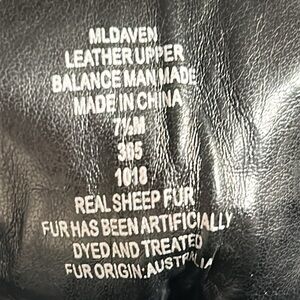 MLDAVEN
LEATHER UPPER
BALANCE MAN MADE
MADE IN CHINA
7½M
365
1018
REAL SHEEP FUR
FUR HAS BEEN ARTIFICIALLY
DYED AND TREATED
FUR ORIGIN: AUSTRALIA